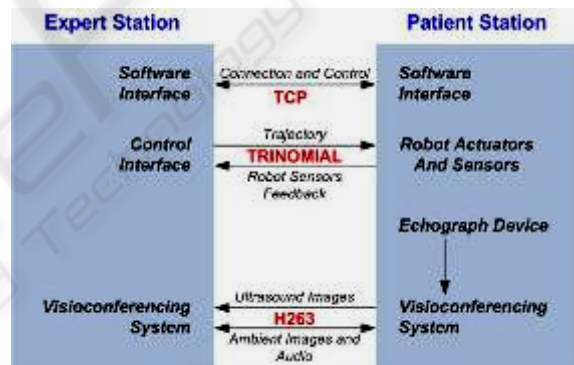 Expert Station
Patient Station
Software
Interface
Connection and Control
TCP
Software
Interface
Control
Interface
Trajectory
TRINOMIAL
Robot Sensors
Feedback
Robot Actuators
And Sensors
Echograph Device
Visioconferencing
System
Ultrasound Images
H263
Ambient Images and
Audio
Visioconferencing
System